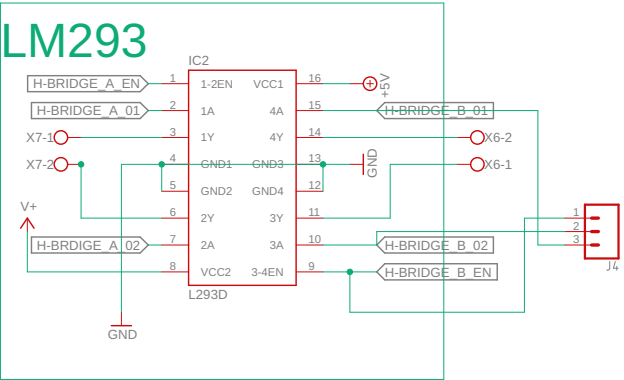 LM293
IC2
H-BRIDGE_A_EN 1 1-2EN VCC1 16 +5V
H-BRIDGE_A_01 2 1A 4A 15 H-BRIDGE_B_01
X7-1 3 1Y 4Y 14 X6-2
X7-2 4 GND1 GND3 13 GND X6-1
5 GND2 GND4 12
V+ 6 2Y 3Y 11 1
2
H-BRDIGE_A_02 7 2A 3A 10 H-BRIDGE_B_02 3
8 VCC2 3-4EN 9 H-BRIDGE_B_EN J4
L293D
GND